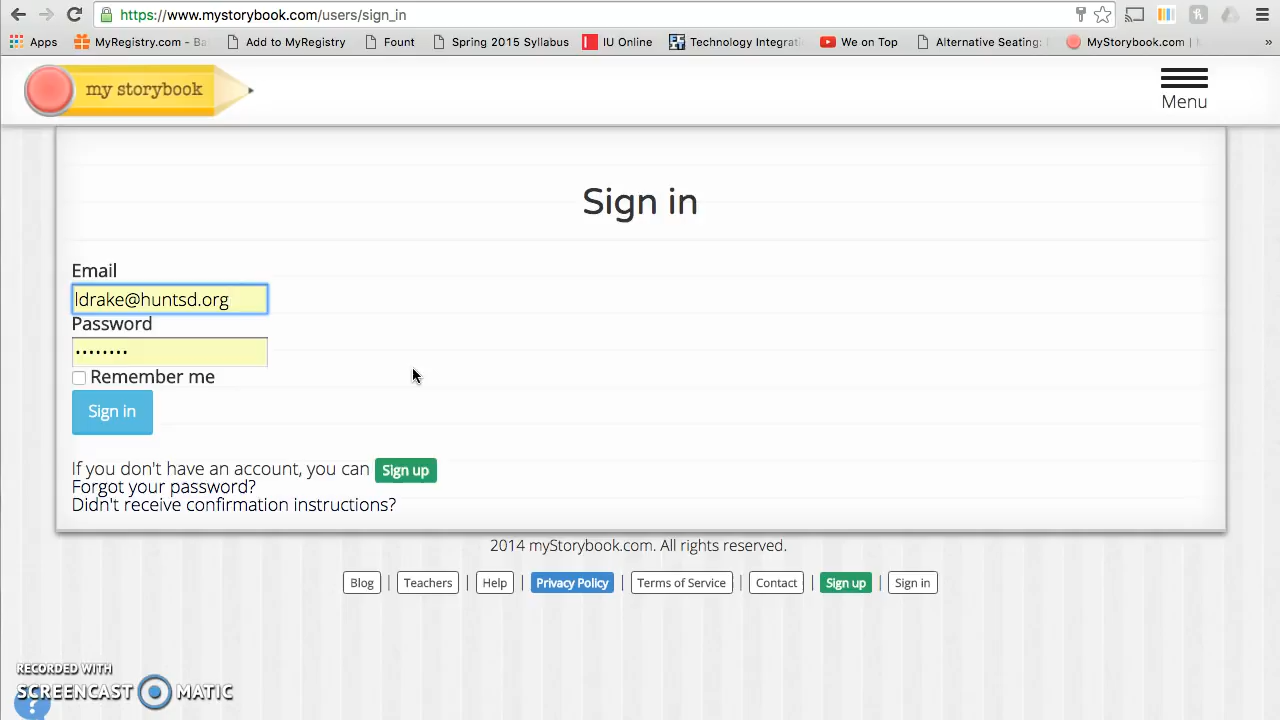 https://www.mystorybook.com/users/sign_in
Apps MyRegistry.com - Ba Add to MyRegistry Fount Spring 2015 Syllabus IU Online Technology Integrati We on Top Alternative Seating: MyStorybook.com | »
my storybook
Menu
Sign in
Email
ldrake@huntsd.org
Password
••••••••
Remember me
Sign in
If you don't have an account, you can Sign up
Forgot your password?
Didn't receive confirmation instructions?
2014 myStorybook.com. All rights reserved.
Blog | Teachers | Help | Privacy Policy | Terms of Service | Contact | Sign up | Sign in
RECORDED WITH
SCREENCAST MATIC
?